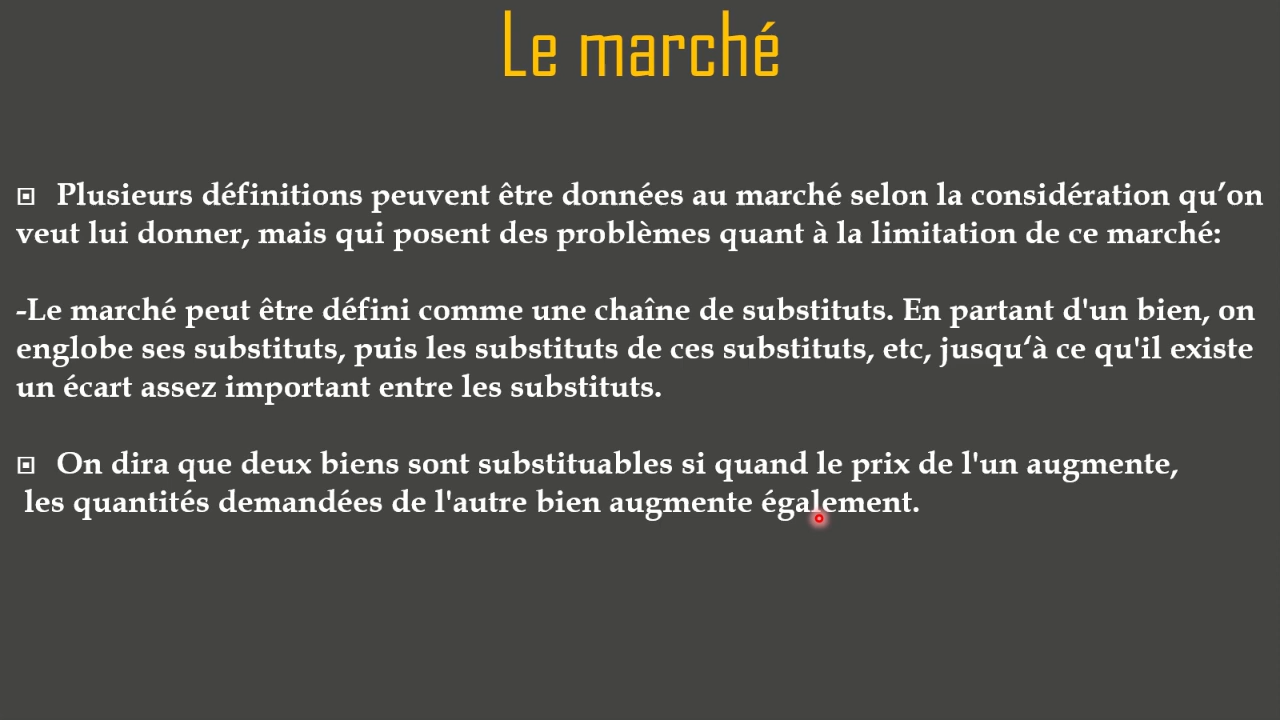 Le marché
Plusieurs définitions peuvent être données au marché selon la considération qu’on
veut lui donner, mais qui posent des problèmes quant à la limitation de ce marché:
-Le marché peut être défini comme une chaîne de substituts. En partant d'un bien, on
englobe ses substituts, puis les substituts de ces substituts, etc, jusqu‘à ce qu'il existe
un écart assez important entre les substituts.
On dira que deux biens sont substituables si quand le prix de l'un augmente,
les quantités demandées de l'autre bien augmente également.